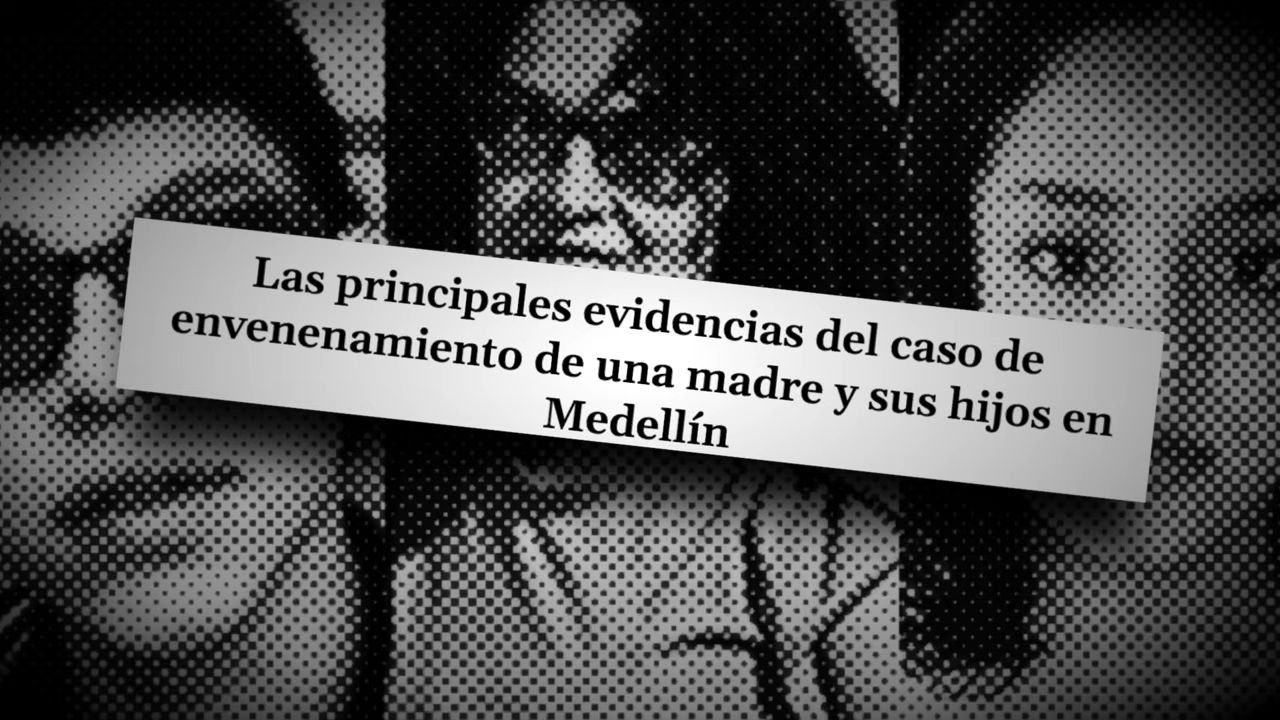 Las principales evidencias del caso de
envenenamiento de una madre y sus hijos en
Medellín